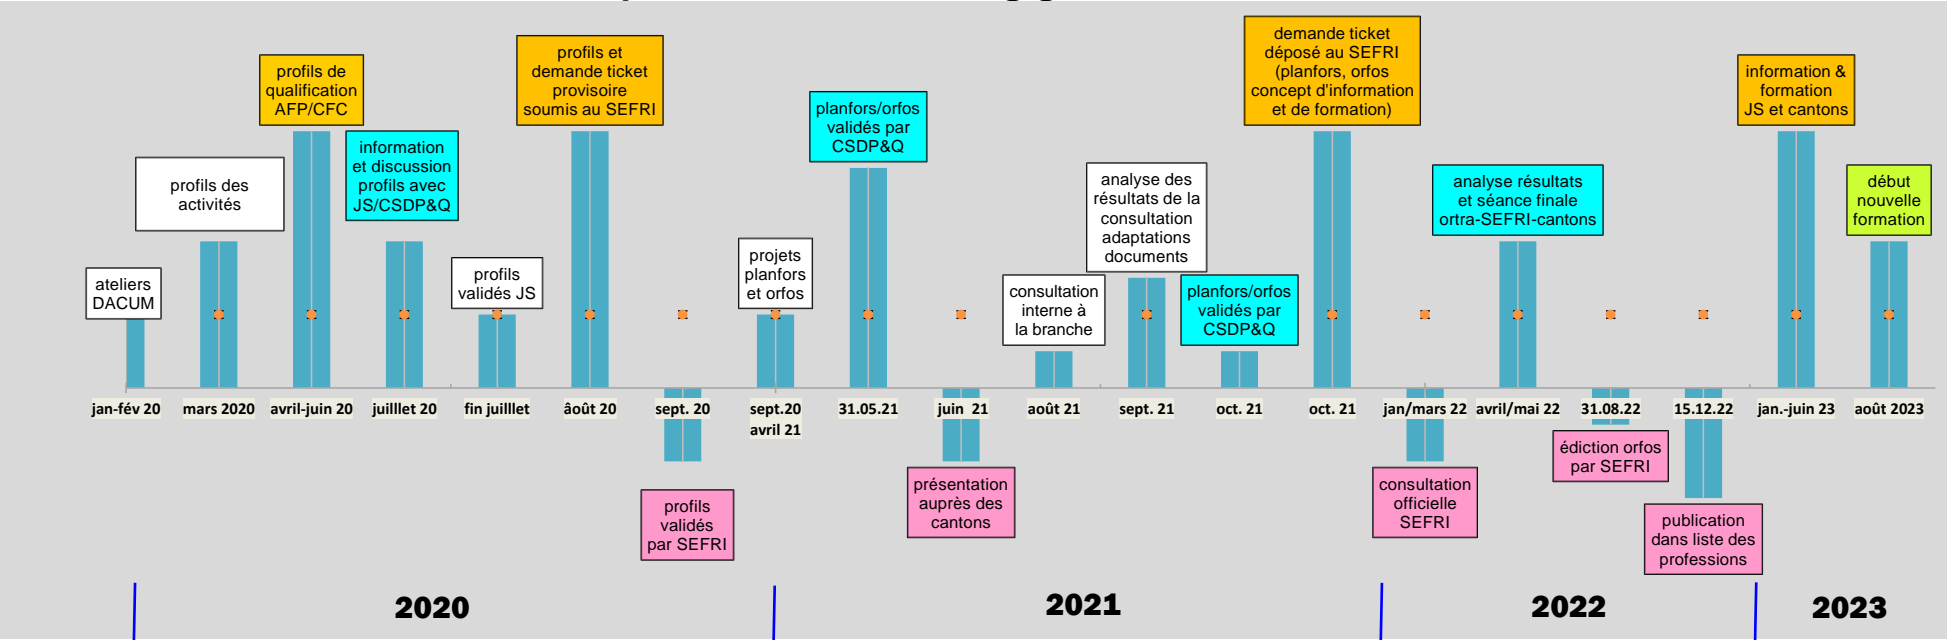 ateliers
DACUM
profils des
activités
profils de
qualification
AFP/CFC
information
et discussion
profils avec
JS/CSDP&Q
profils
validés JS
profils et
demande ticket
provisoire
soumis au SEFRI
projets
planfors
et orfos
planfors/orfos
validés par
CSDP&Q
consultation
interne à
la branche
analyse des
résultats de la
consultation
adaptations
documents
planfors/orfos
validés par
CSDP&Q
demande ticket
déposé au SEFRI
(planfors, orfos
concept d'information
et de formation)
analyse résultats
et séance finale
ortra-SEFRI-cantons
information &
formation
JS et cantons
début
nouvelle
formation
jan-fév 20
mars 2020
avril-juin 20
juilllet 20
fin juilllet
âoût 20
sept. 20
sept.20
avril 21
31.05.21
juin 21
août 21
sept. 21
oct. 21
oct. 21
jan/mars 22
avril/mai 22
31.08.22
15.12.22
jan.-juin 23
août 2023
profils
validés
par SEFRI
présentation
auprès des
cantons
consultation
officielle
SEFRI
édiction orfos
par SEFRI
publication
dans liste des
professions
2020
2021
2022
2023